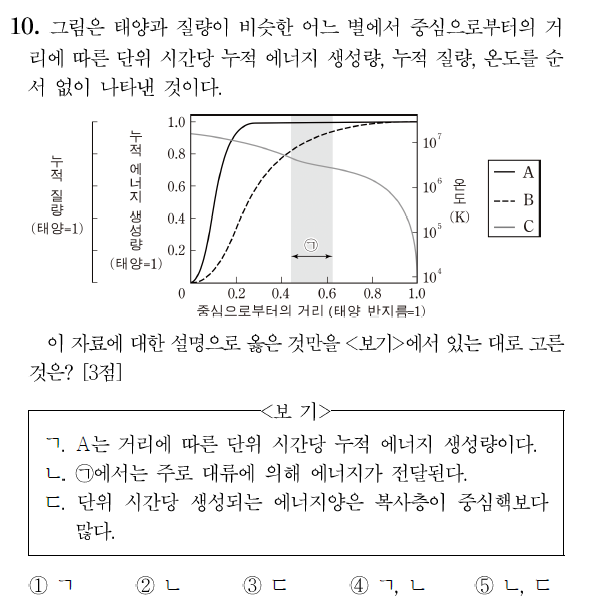 10. 그림은 태양과 질량이 비슷한 어느 별에서 중심으로부터의 거
리에 따른 단위 시간당 누적 에너지 생성량, 누적 질량, 온도를 순
서 없이 나타낸 것이다.
누적 질량
(태양=1)
누적 에너지 생성량
(태양=1)
1.0
0.8
0.6
0.4
0.2
0
0.2
0.4
0.6
0.8
1.0
㉠
10⁷
10⁶
10⁵
10⁴
온도
(K)
A
B
C
중심으로부터의 거리 (태양 반지름=1)
이 자료에 대한 설명으로 옳은 것만을 <보기>에서 있는 대로 고른
것은? [3점]
<보 기>
ㄱ. A는 거리에 따른 단위 시간당 누적 에너지 생성량이다.
ㄴ. ㉠에서는 주로 대류에 의해 에너지가 전달된다.
ㄷ. 단위 시간당 생성되는 에너지양은 복사층이 중심핵보다
많다.
① ㄱ ② ㄴ ③ ㄷ ④ ㄱ, ㄴ ⑤ ㄴ, ㄷ